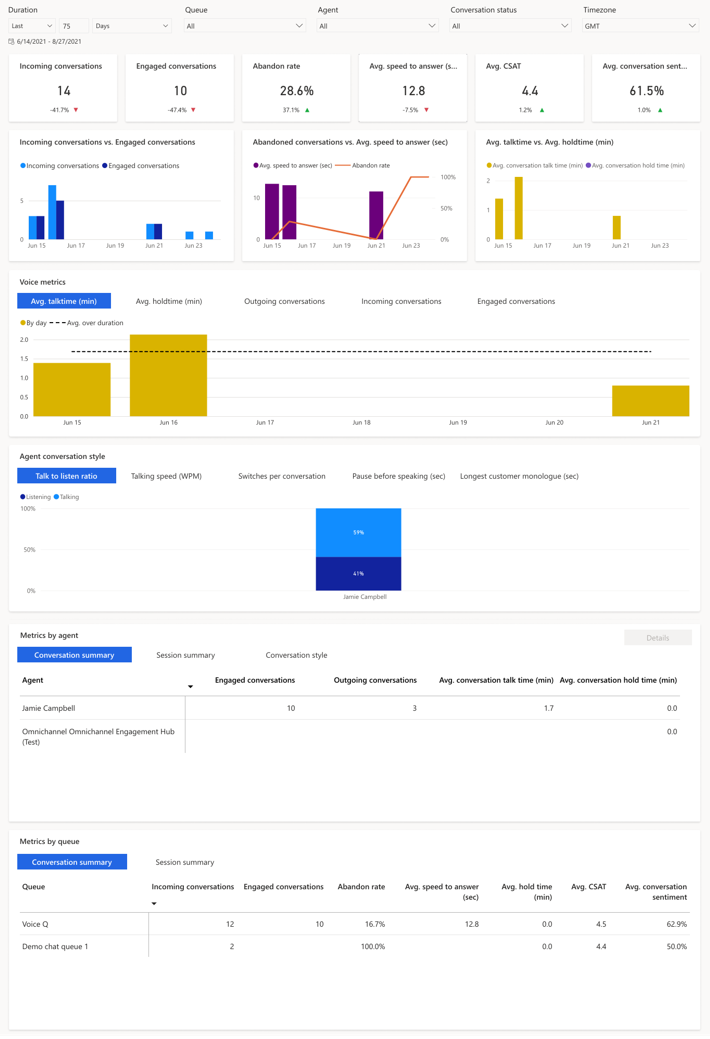 Duration Queue Agent Conversation status Timezone
Last 75 Days All All All GMT
6/14/2021 - 8/27/2021
Incoming conversations Engaged conversations Abandon rate Avg. speed to answer (s... Avg. CSAT Avg. conversation sent...
14 10 28.6% 12.8 4.4 61.5%
-41.7% ▼ -47.4% ▼ 37.1% ▲ -7.5% ▼ 1.2% ▲ 1.0% ▲
Incoming conversations vs. Engaged conversations
Incoming conversations Engaged conversations
5
0
Jun 15 Jun 17 Jun 19 Jun 21 Jun 23
Abandoned conversations vs. Avg. speed to answer (sec)
Avg. speed to answer (sec) Abandon rate
100%
10
50%
0 0%
Jun 15 Jun 17 Jun 19 Jun 21 Jun 23
Avg. talktime vs. Avg. holdtime (min)
Avg. conversation talk time (min) Avg. conversation hold time (min)
2
1
0
Jun 15 Jun 17 Jun 19 Jun 21 Jun 23
Voice metrics
Avg. talktime (min) Avg. holdtime (min) Outgoing conversations Incoming conversations Engaged conversations
By day Avg. over duration
2.0
1.5
1.0
0.5
0.0
Jun 15 Jun 16 Jun 17 Jun 18 Jun 19 Jun 20 Jun 21
Agent conversation style
Talk to listen ratio Talking speed (WPM) Switches per conversation Pause before speaking (sec) Longest customer monologue (sec)
Listening Talking
100%
59%
50%
41%
0%
Jamie Campbell
Metrics by agent Details
Conversation summary Session summary Conversation style
Agent Engaged conversations Outgoing conversations Avg. conversation talk time (min) Avg. conversation hold time (min)
Jamie Campbell 10 3 1.7 0.0
Omnichannel Omnichannel Engagement Hub 0.0
(Test)
Metrics by queue
Conversation summary Session summary
Queue Incoming conversations Engaged conversations Abandon rate Avg. speed to answer Avg. hold time Avg. CSAT Avg. conversation
(sec) (min) sentiment
Voice Q 12 10 16.7% 12.8 0.0 4.5 62.9%
Demo chat queue 1 2 100.0% 0.0 4.4 50.0%